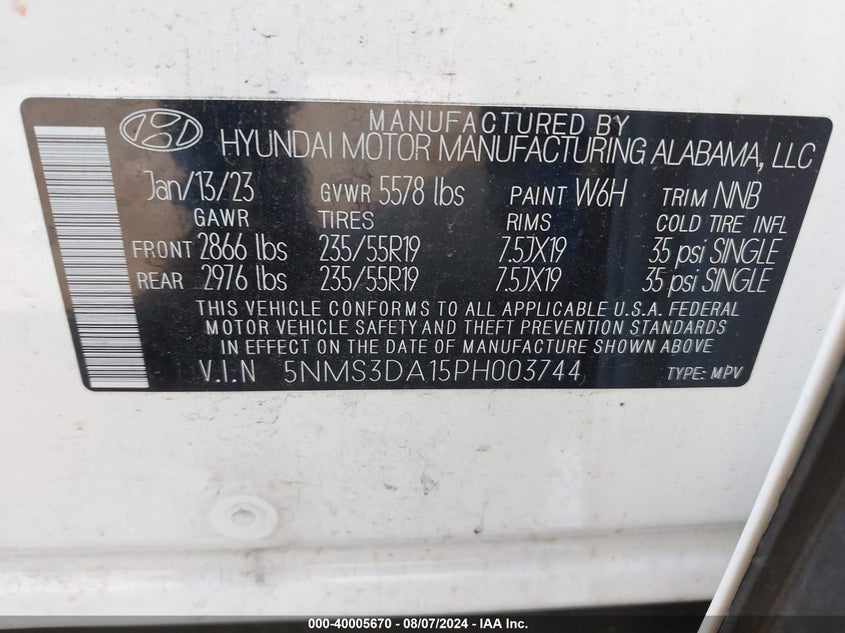 MANUFACTURED BY
HYUNDAI MOTOR MANUFACTURING ALABAMA, LLC
Jan/13/23 GVWR 5578 lbs PAINT W6H TRIM NNB
GAWR TIRES RIMS COLD TIRE INFL
FRONT 2866 lbs 235/55R19 7.5JX19 35 psi SINGLE
REAR 2976 lbs 235/55R19 7.5JX19 35 psi SINGLE
THIS VEHICLE CONFORMS TO ALL APPLICABLE U.S.A. FEDERAL
MOTOR VEHICLE SAFETY AND THEFT PREVENTION STANDARDS
IN EFFECT ON THE DATE OF MANUFACTURE SHOWN ABOVE.
V.I.N 5NMS3DA15PH003744 TYPE: MPV
000-40005670 - 08/07/2024 - IAA Inc.